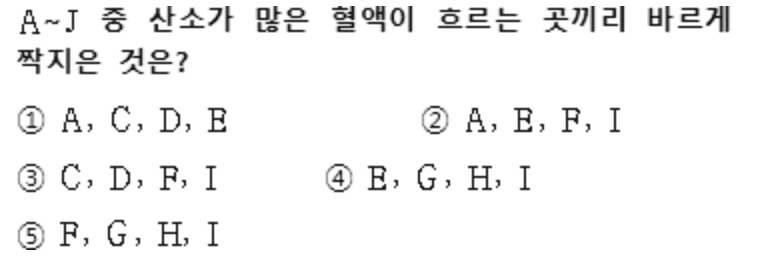 A~J 중 산소가 많은 혈액이 흐르는 곳끼리 바르게
짝지은 것은?
① A, C, D, E ② A, E, F, I
③ C, D, F, I ④ E, G, H, I
⑤ F, G, H, I